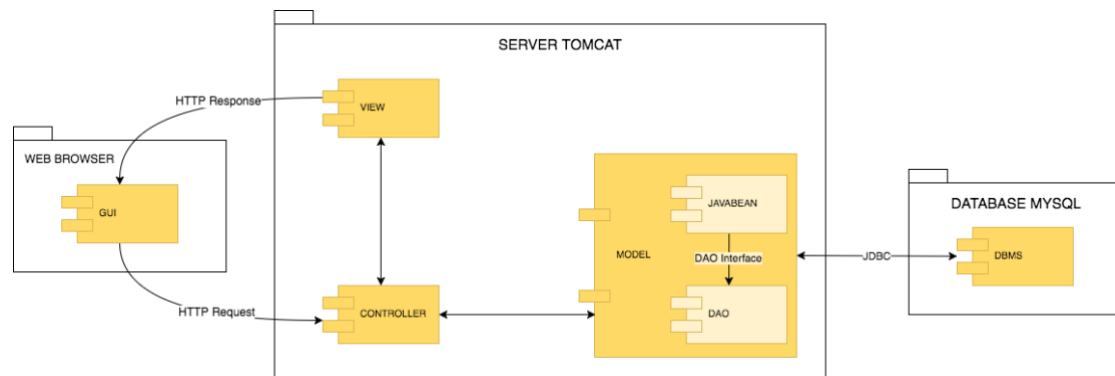 SERVER TOMCAT
HTTP Response
VIEW
WEB BROWSER
GUI
JAVABEAN
DATABASE MYSQL
DAO Interface
MODEL
JDBC
DBMS
HTTP Request
CONTROLLER
DAO